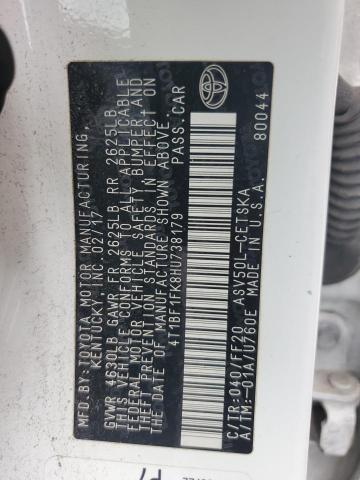 MFD. BY: TOYOTA MOTOR MANUFACTURING,
KENTUCKY, INC. 02/17
GVWR 4630LB GAWR FR 2625LB RR 2625LB
THIS VEHICLE CONFORMS TO ALL APPLICABLE
FEDERAL MOTOR VEHICLE SAFETY, BUMPER, AND
THEFT PREVENTION STANDARDS IN EFFECT ON
THE DATE OF MANUFACTURE SHOWN ABOVE.
4T1BF1FK8HU738179 PASS.CAR
C/TR:040/FF20 ASV50L-CETSKA
A/TM:-01A/U760E MADE IN U.S.A.
80044